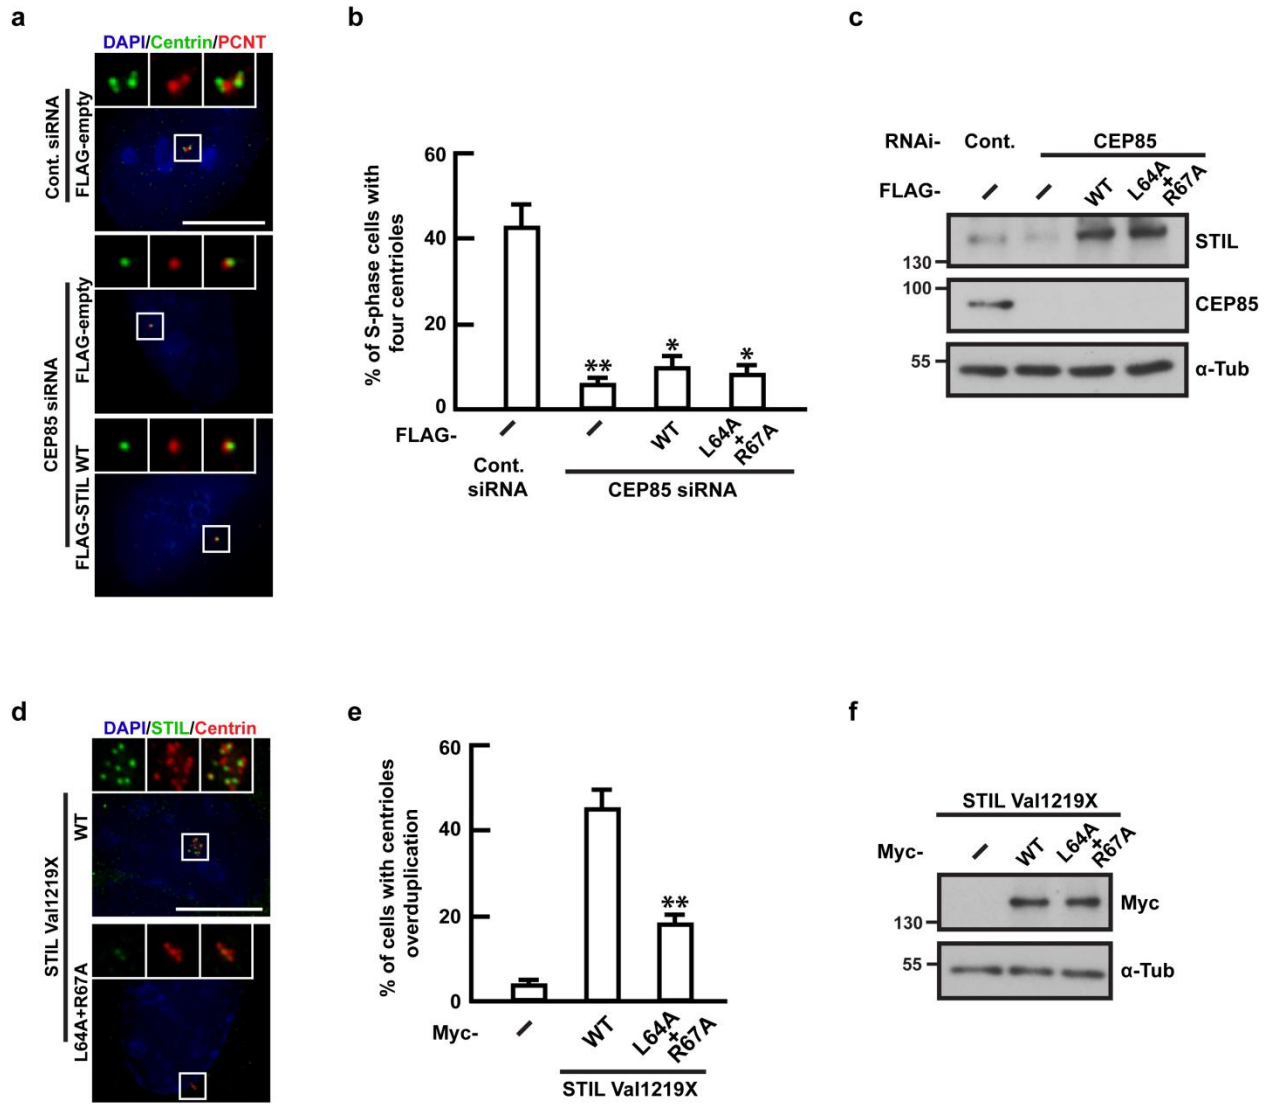 a
DAPI/Centrin/PCNT
Cont. siRNA
FLAG-empty
CEP85 siRNA
FLAG-empty
FLAG-STIL WT
b
% of S-phase cells with
four centrioles
60
40
20
0
**
*
*
FLAG-
–
–
WT
L64A
+
R67A
Cont.
siRNA
CEP85 siRNA
c
RNAi-
Cont.
CEP85
FLAG-
–
–
WT
L64A
+
R67A
130
STIL
100
CEP85
55
α-Tub
d
DAPI/STIL/Centrin
STIL Val1219X
WT
L64A+R67A
e
% of cells with centrioles
overduplication
60
40
20
0
**
Myc-
–
WT
L64A
+
R67A
STIL Val1219X
f
STIL Val1219X
Myc-
–
WT
L64A
+
R67A
130
Myc
55
α-Tub